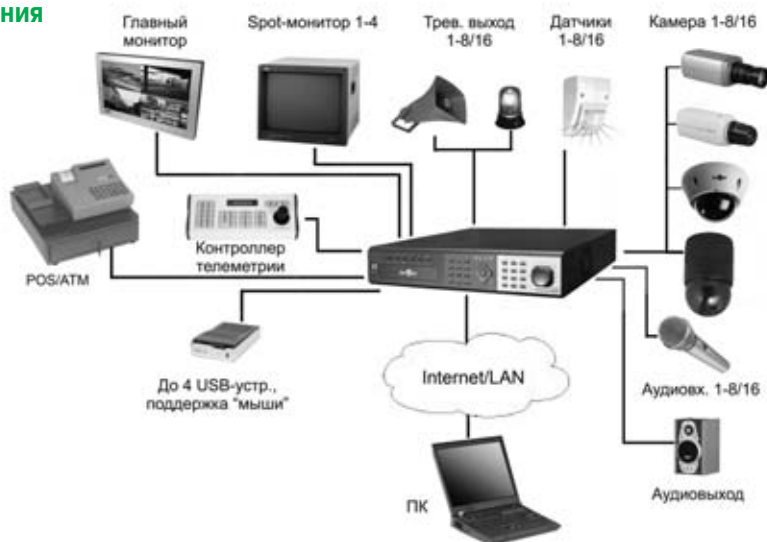 ния
Главный
монитор
Spot-монитор 1-4
Трев. выход
1-8/16
Датчики
1-8/16
Камера 1-8/16
POS/ATM
Контроллер
телеметрии
До 4 USB-устр.,
поддержка "мыши"
Internet/LAN
ПК
Аудиовх. 1-8/16
Аудиовыход